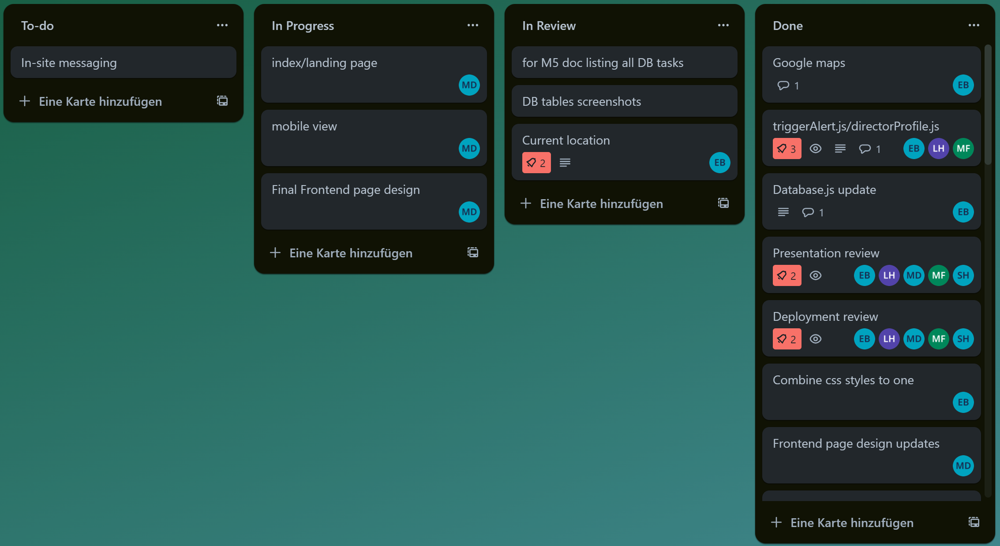 To-do
In-site messaging
Eine Karte hinzufügen
In Progress
index/landing page
MD
mobile view
MD
Final Frontend page design
MD
Eine Karte hinzufügen
In Review
for M5 doc listing all DB tasks
DB tables screenshots
Current location
2 EB
Eine Karte hinzufügen
Done
Google maps
1 EB
triggerAlert.js/directorProfile.js
3 1 EB LH MF
Database.js update
1 EB
Presentation review
2 EB LH MD MF SH
Deployment review
2 EB LH MD MF SH
Combine css styles to one
EB
Frontend page design updates
MD
Eine Karte hinzufügen